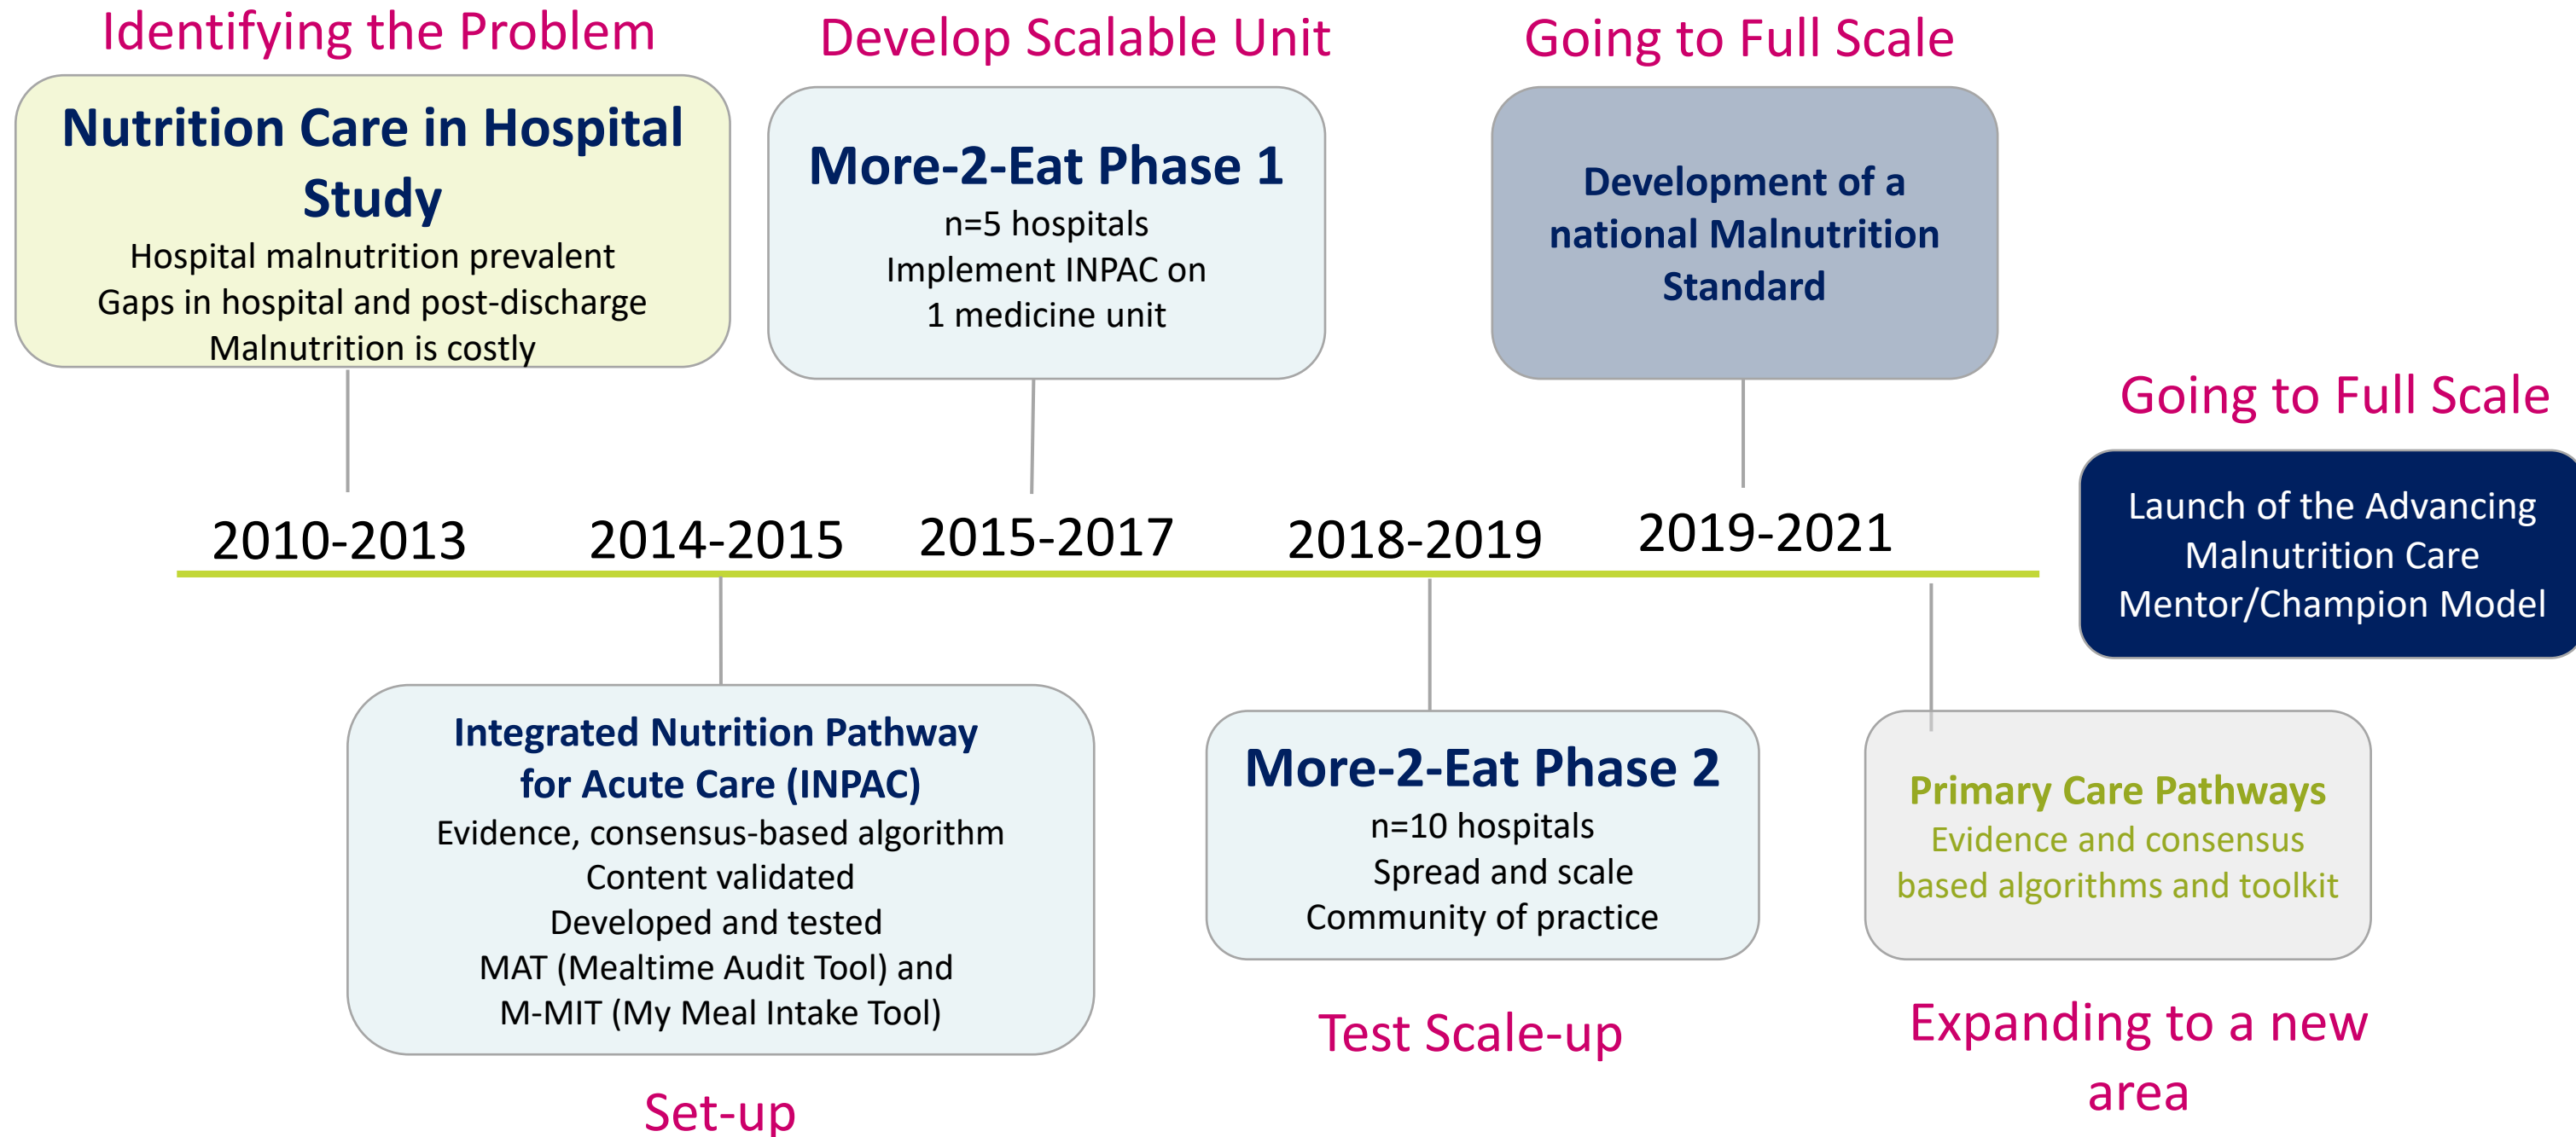 Identifying the Problem
Nutrition Care in Hospital
Study
Hospital malnutrition prevalent
Gaps in hospital and post-discharge
Malnutrition is costly
Develop Scalable Unit
More-2-Eat Phase 1
n=5 hospitals
Implement INPAC on
1 medicine unit
Going to Full Scale
Development of a
national Malnutrition
Standard
Going to Full Scale
Launch of the Advancing
Malnutrition Care
Mentor/Champion Model
2010-2013
2014-2015
2015-2017
2018-2019
2019-2021
Integrated Nutrition Pathway
for Acute Care (INPAC)
Evidence, consensus-based algorithm
Content validated
Developed and tested
MAT (Mealtime Audit Tool) and
M-MIT (My Meal Intake Tool)
Set-up
More-2-Eat Phase 2
n=10 hospitals
Spread and scale
Community of practice
Test Scale-up
Primary Care Pathways
Evidence and consensus
based algorithms and toolkit
Expanding to a new
area